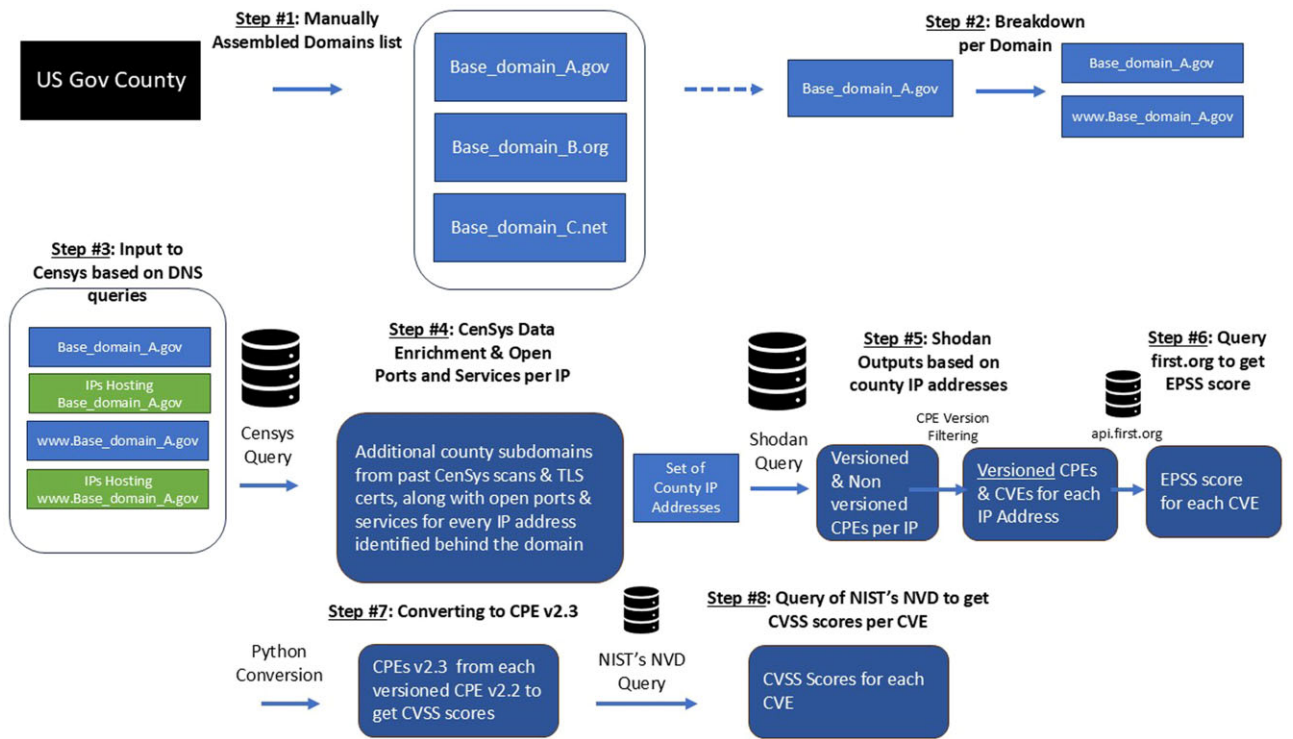 Step #1: Manually
Assembled Domains list
US Gov County
Base_domain_A.gov
Base_domain_B.org
Base_domain_C.net
Step #2: Breakdown
per Domain
Base_domain_A.gov
Base_domain_A.gov
www.Base_domain_A.gov
Step #3: Input to
Censys based on DNS
queries
Base_domain_A.gov
IPs Hosting
Base_domain_A.gov
www.Base_domain_A.gov
IPs Hosting
www.Base_domain_A.gov
Censys
Query
Step #4: CenSys Data
Enrichment & Open
Ports and Services per IP
Additional county subdomains
from past CenSys scans & TLS
certs, along with open ports &
services for every IP address
identified behind the domain
Set of
County IP
Addresses
Shodan
Query
Step #5: Shodan
Outputs based on
county IP addresses
Versioned
& Non
versioned
CPEs per IP
CPE Version
Filtering
Versioned CPEs
& CVEs for each
IP Address
Step #6: Query
first.org to get
EPSS score
api.first.org
EPSS score
for each CVE
Step #7: Converting to CPE v2.3
Python
Conversion
CPEs v2.3 from each
versioned CPE v2.2 to
get CVSS scores
NIST's NVD
Query
Step #8: Query of NIST's NVD to get
CVSS scores per CVE
CVSS Scores for each
CVE